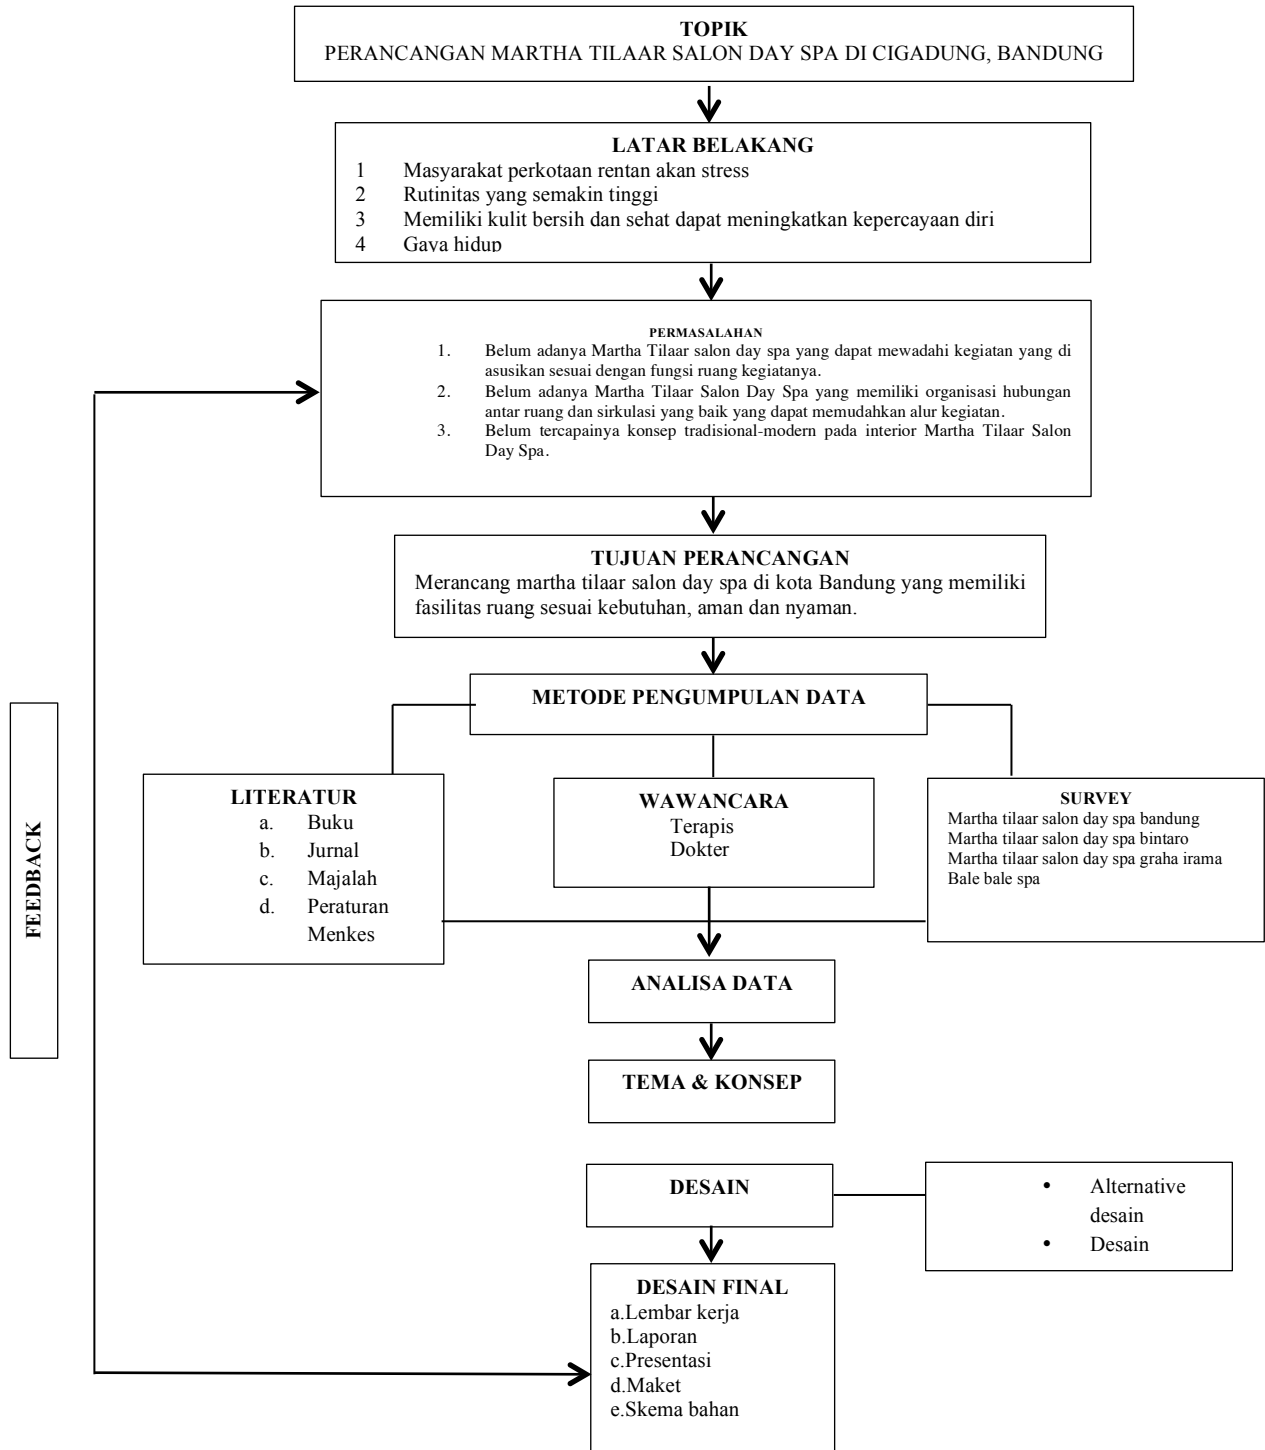 TOPIK
PERANCANGAN MARTHA TILAAR SALON DAY SPA DI CIGADUNG, BANDUNG
LATAR BELAKANG
1 Masyarakat perkotaan rentan akan stress
2 Rutinitas yang semakin tinggi
3 Memiliki kulit bersih dan sehat dapat meningkatkan kepercayaan diri
4 Gaya hidup
PERMASALAHAN
1. Belum adanya Martha Tilaar salon day spa yang dapat mewadahi kegiatan yang di
asusikan sesuai dengan fungsi ruang kegiatanya.
2. Belum adanya Martha Tilaar Salon Day Spa yang memiliki organisasi hubungan
antar ruang dan sirkulasi yang baik yang dapat memudahkan alur kegiatan.
3. Belum tercapainya konsep tradisional-modern pada interior Martha Tilaar Salon
Day Spa.
TUJUAN PERANCANGAN
Merancang martha tilaar salon day spa di kota Bandung yang memiliki
fasilitas ruang sesuai kebutuhan, aman dan nyaman.
METODE PENGUMPULAN DATA
LITERATUR
a. Buku
b. Jurnal
c. Majalah
d. Peraturan
Menkes
WAWANCARA
Terapis
Dokter
SURVEY
Martha tilaar salon day spa bandung
Martha tilaar salon day spa bintaro
Martha tilaar salon day spa graha irama
Bale bale spa
FEEDBACK
ANALISA DATA
TEMA & KONSEP
DESAIN
• Alternative
desain
• Desain
DESAIN FINAL
a.Lembar kerja
b.Laporan
c.Presentasi
d.Maket
e.Skema bahan